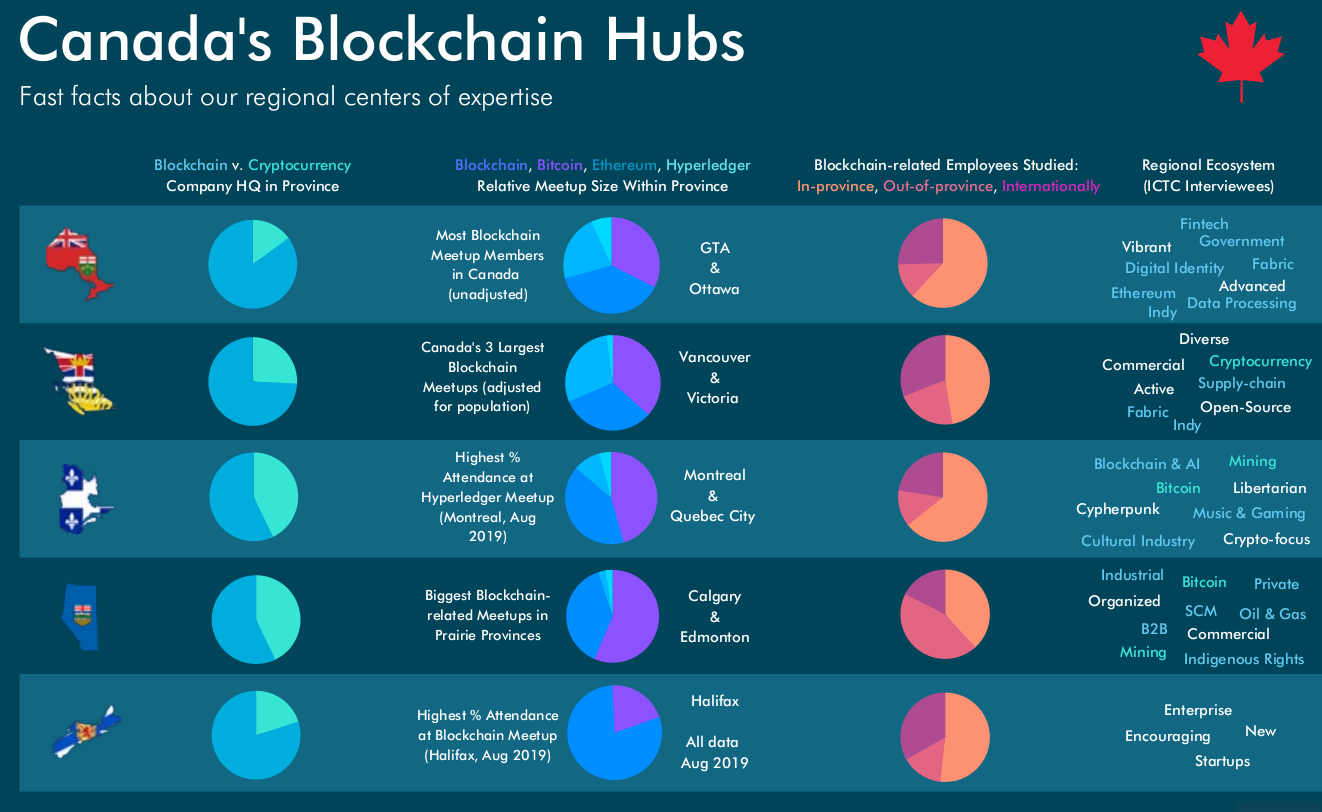 Canada's Blockchain Hubs
Fast facts about our regional centers of expertise
Blockchain v. Cryptocurrency
Company HQ in Province
Blockchain, Bitcoin, Ethereum, Hyperledger
Relative Meetup Size Within Province
Blockchain-related Employees Studied:
In-province, Out-of-province, Internationally
Regional Ecosystem
(ICTC Interviewees)
Most Blockchain
Meetup Members
in Canada
(unadjusted)
GTA
&
Ottawa
Fintech
Government
Vibrant
Fabric
Digital Identity
Advanced
Ethereum
Data Processing
Indy
Canada's 3 Largest
Blockchain
Meetups (adjusted
for population)
Vancouver
&
Victoria
Diverse
Cryptocurrency
Commercial
Supply-chain
Active
Open-Source
Fabric
Indy
Highest %
Attendance at
Hyperledger Meetup
(Montreal, Aug
2019)
Montreal
&
Quebec City
Blockchain & AI
Mining
Bitcoin
Libertarian
Cypherpunk
Music & Gaming
Cultural Industry
Crypto-focus
Biggest Blockchain-
related Meetups in
Prairie Provinces
Calgary
&
Edmonton
Industrial
Bitcoin
Private
Organized
SCM
Oil & Gas
B2B
Commercial
Mining
Indigenous Rights
Highest % Attendance
at Blockchain Meetup
(Halifax, Aug 2019)
Halifax
All data
Aug 2019
Enterprise
New
Encouraging
Startups